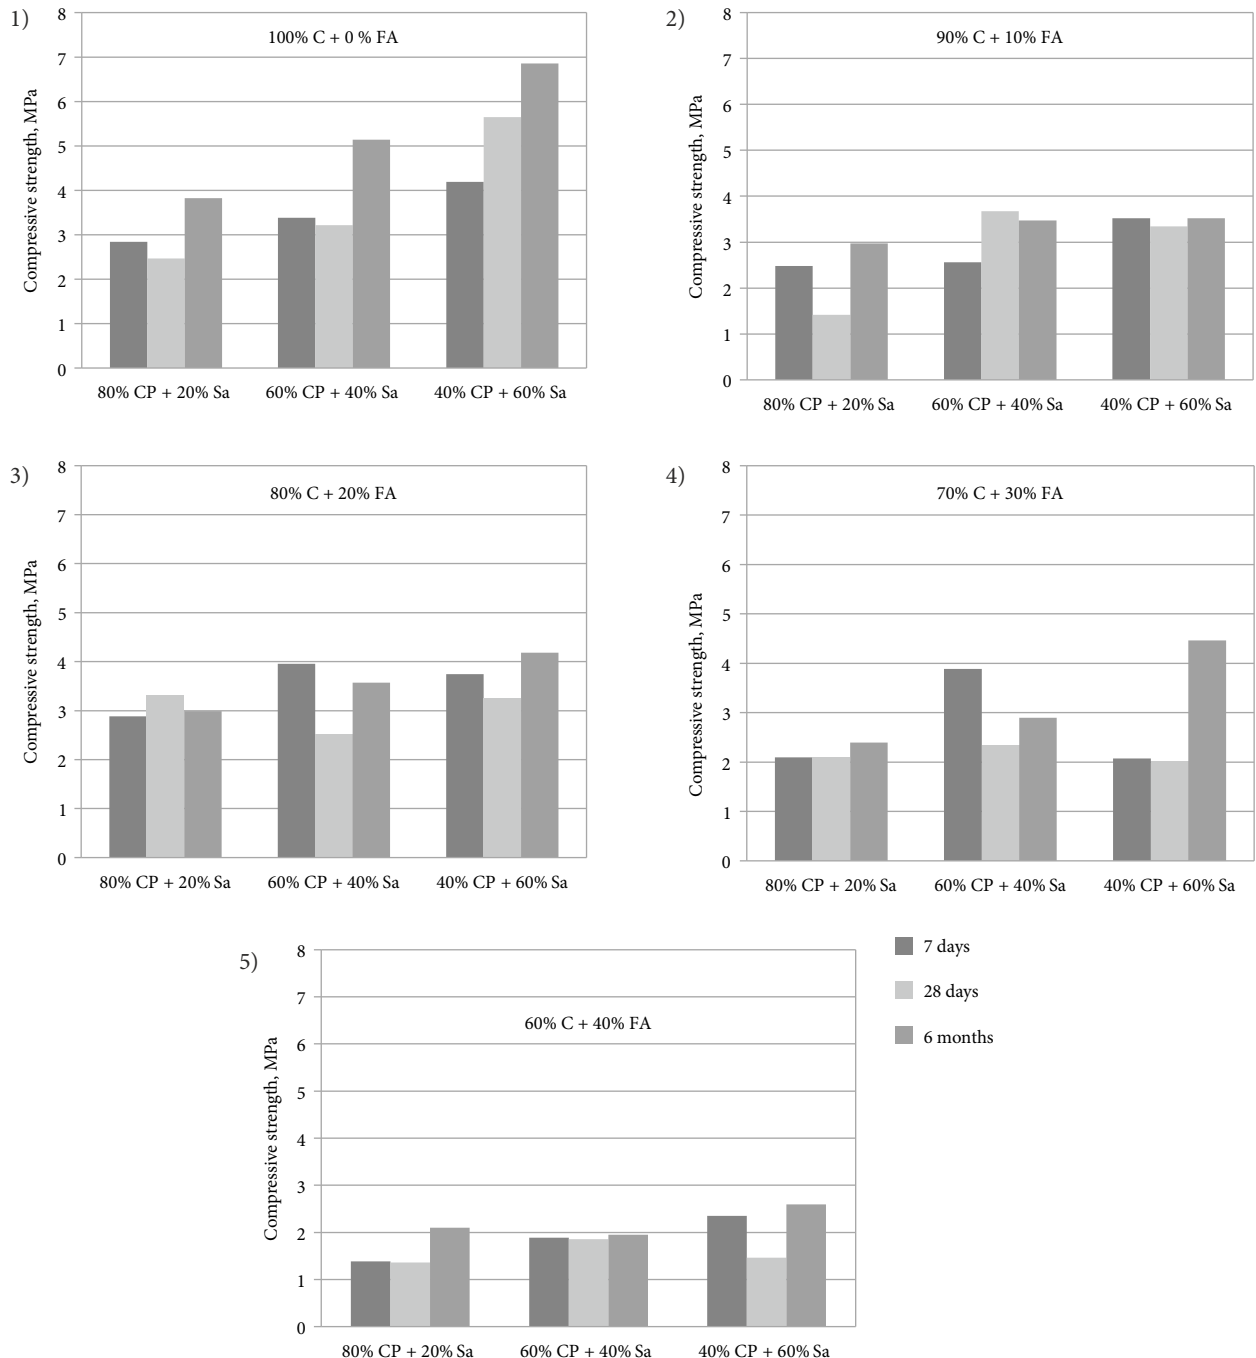 1)
100% C + 0 % FA
Compressive strength, MPa
8
7
6
5
4
3
2
1
0
80% CP + 20% Sa
60% CP + 40% Sa
40% CP + 60% Sa
2)
90% C + 10% FA
Compressive strength, MPa
8
7
6
5
4
3
2
1
0
80% CP + 20% Sa
60% CP + 40% Sa
40% CP + 60% Sa
3)
80% C + 20% FA
Compressive strength, MPa
8
7
6
5
4
3
2
1
0
80% CP + 20% Sa
60% CP + 40% Sa
40% CP + 60% Sa
4)
70% C + 30% FA
Compressive strength, MPa
8
7
6
5
4
3
2
1
0
80% CP + 20% Sa
60% CP + 40% Sa
40% CP + 60% Sa
5)
60% C + 40% FA
Compressive strength, MPa
8
7
6
5
4
3
2
1
0
80% CP + 20% Sa
60% CP + 40% Sa
40% CP + 60% Sa
7 days
28 days
6 months